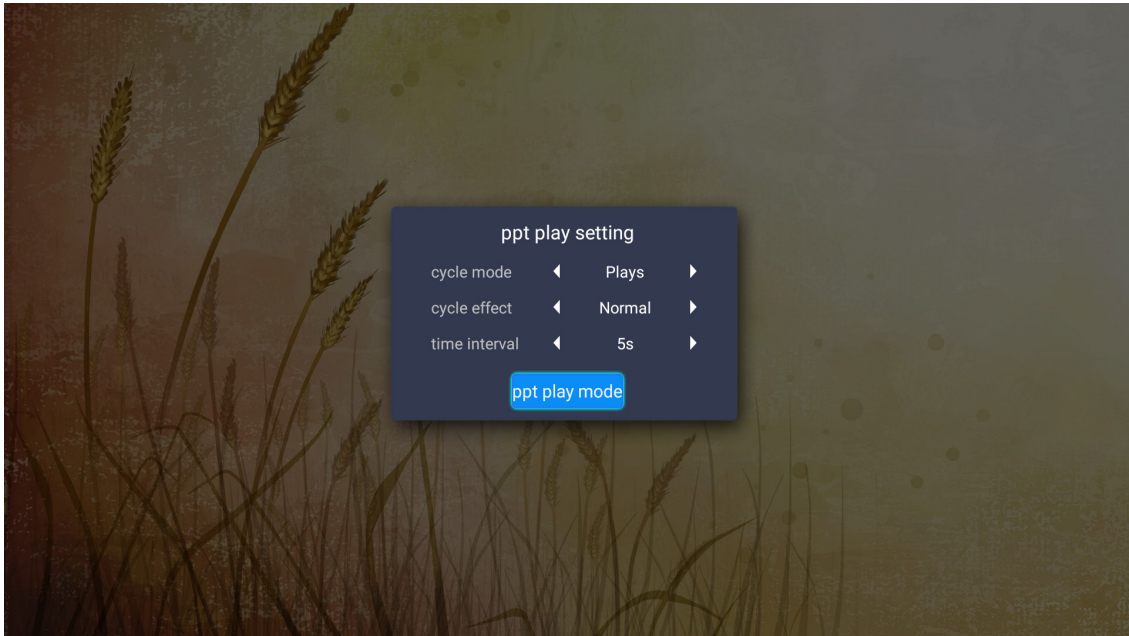 ppt play setting
cycle mode Plays
cycle effect Normal
time interval 5s
ppt play mode